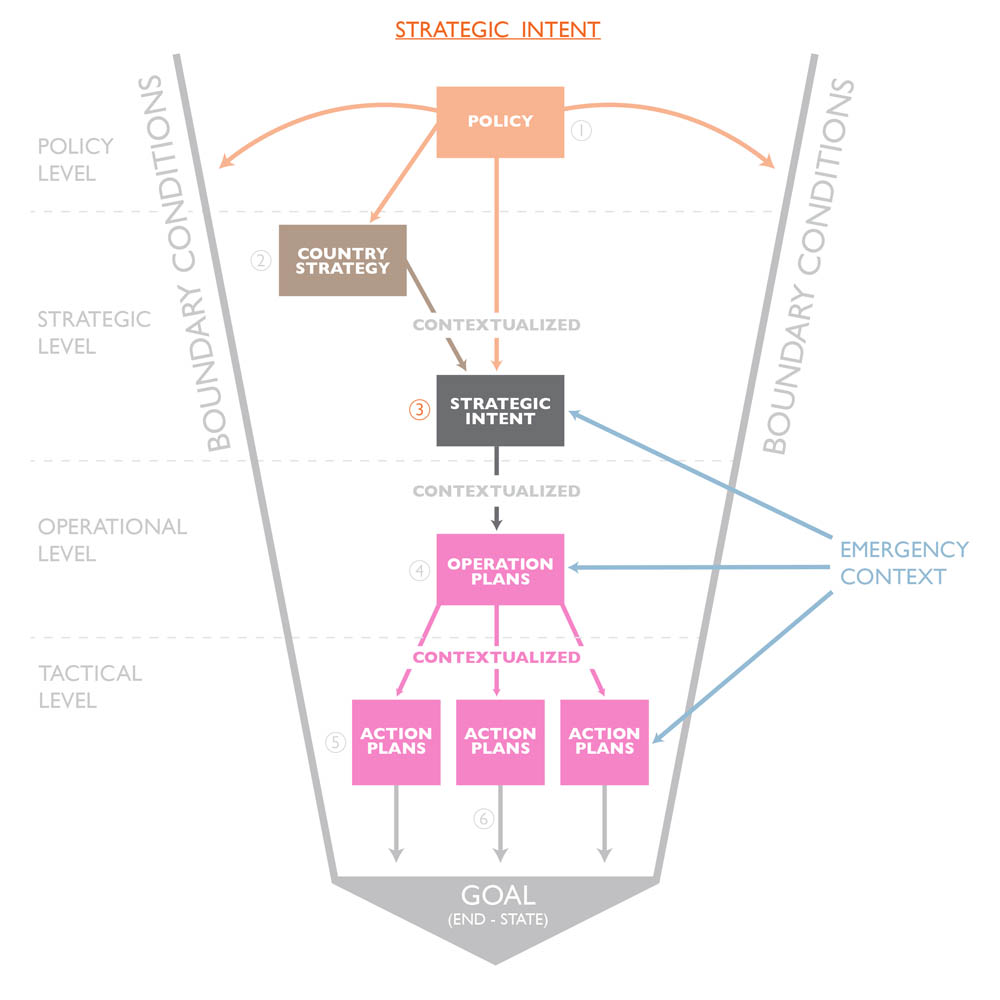 STRATEGIC INTENT
BOUNDARY CONDITIONS
BOUNDARY CONDITIONS
POLICY
LEVEL
POLICY
①
②
COUNTRY
STRATEGY
STRATEGIC
LEVEL
CONTEXTUALIZED
③
STRATEGIC
INTENT
CONTEXTUALIZED
OPERATIONAL
LEVEL
④
OPERATION
PLANS
EMERGENCY
CONTEXT
CONTEXTUALIZED
TACTICAL
LEVEL
⑤
ACTION
PLANS
ACTION
PLANS
ACTION
PLANS
⑥
GOAL
(END - STATE)